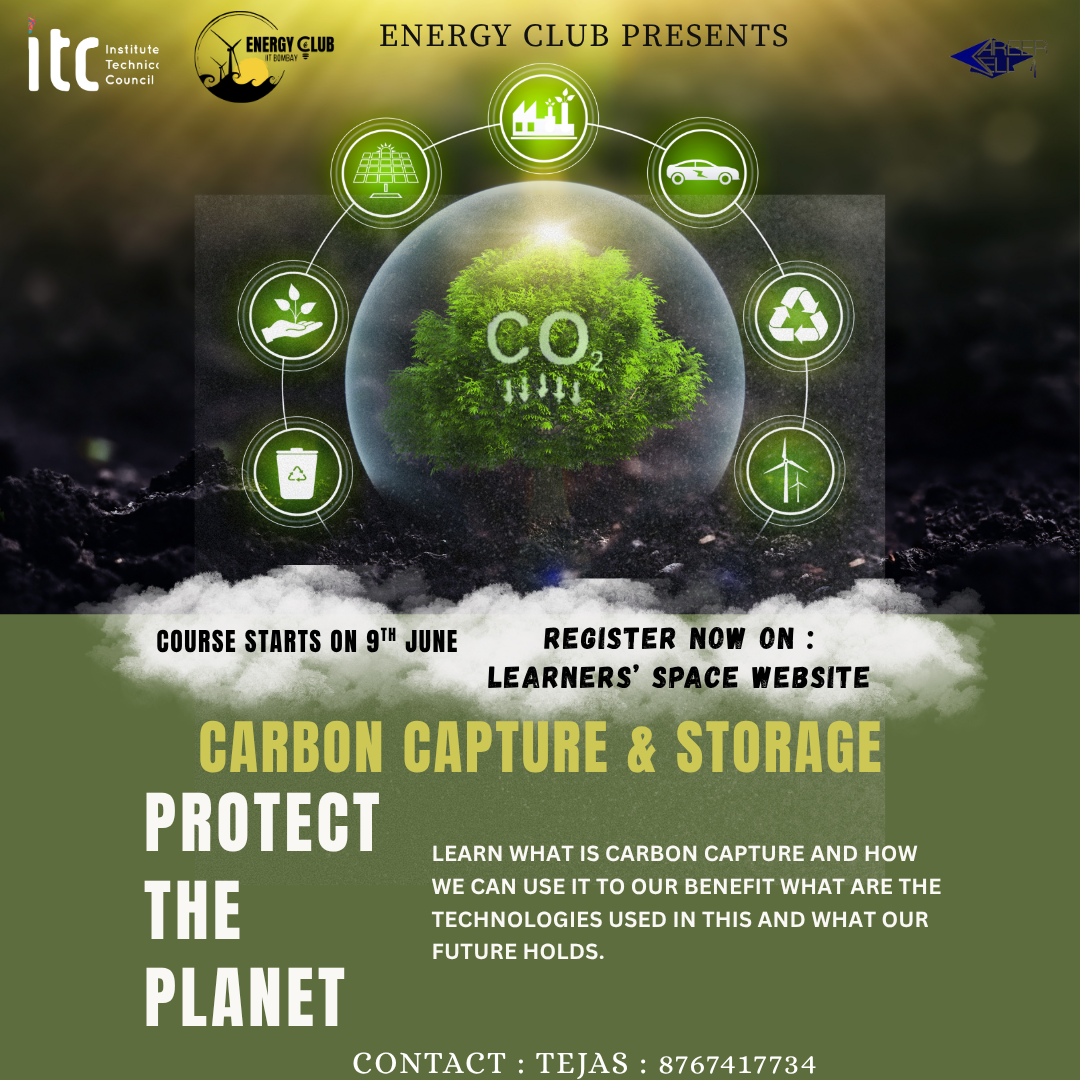 itc
Institute
Technic
Council
ENERGY CLUB
IIT BOMBAY
ENERGY CLUB PRESENTS
CO2
COURSE STARTS ON 9TH JUNE
REGISTER NOW ON :
LEARNERS' SPACE WEBSITE
CARBON CAPTURE & STORAGE
PROTECT
THE
PLANET
LEARN WHAT IS CARBON CAPTURE AND HOW
WE CAN USE IT TO OUR BENEFIT WHAT ARE THE
TECHNOLOGIES USED IN THIS AND WHAT OUR
FUTURE HOLDS.
CONTACT : TEJAS : 8767417734